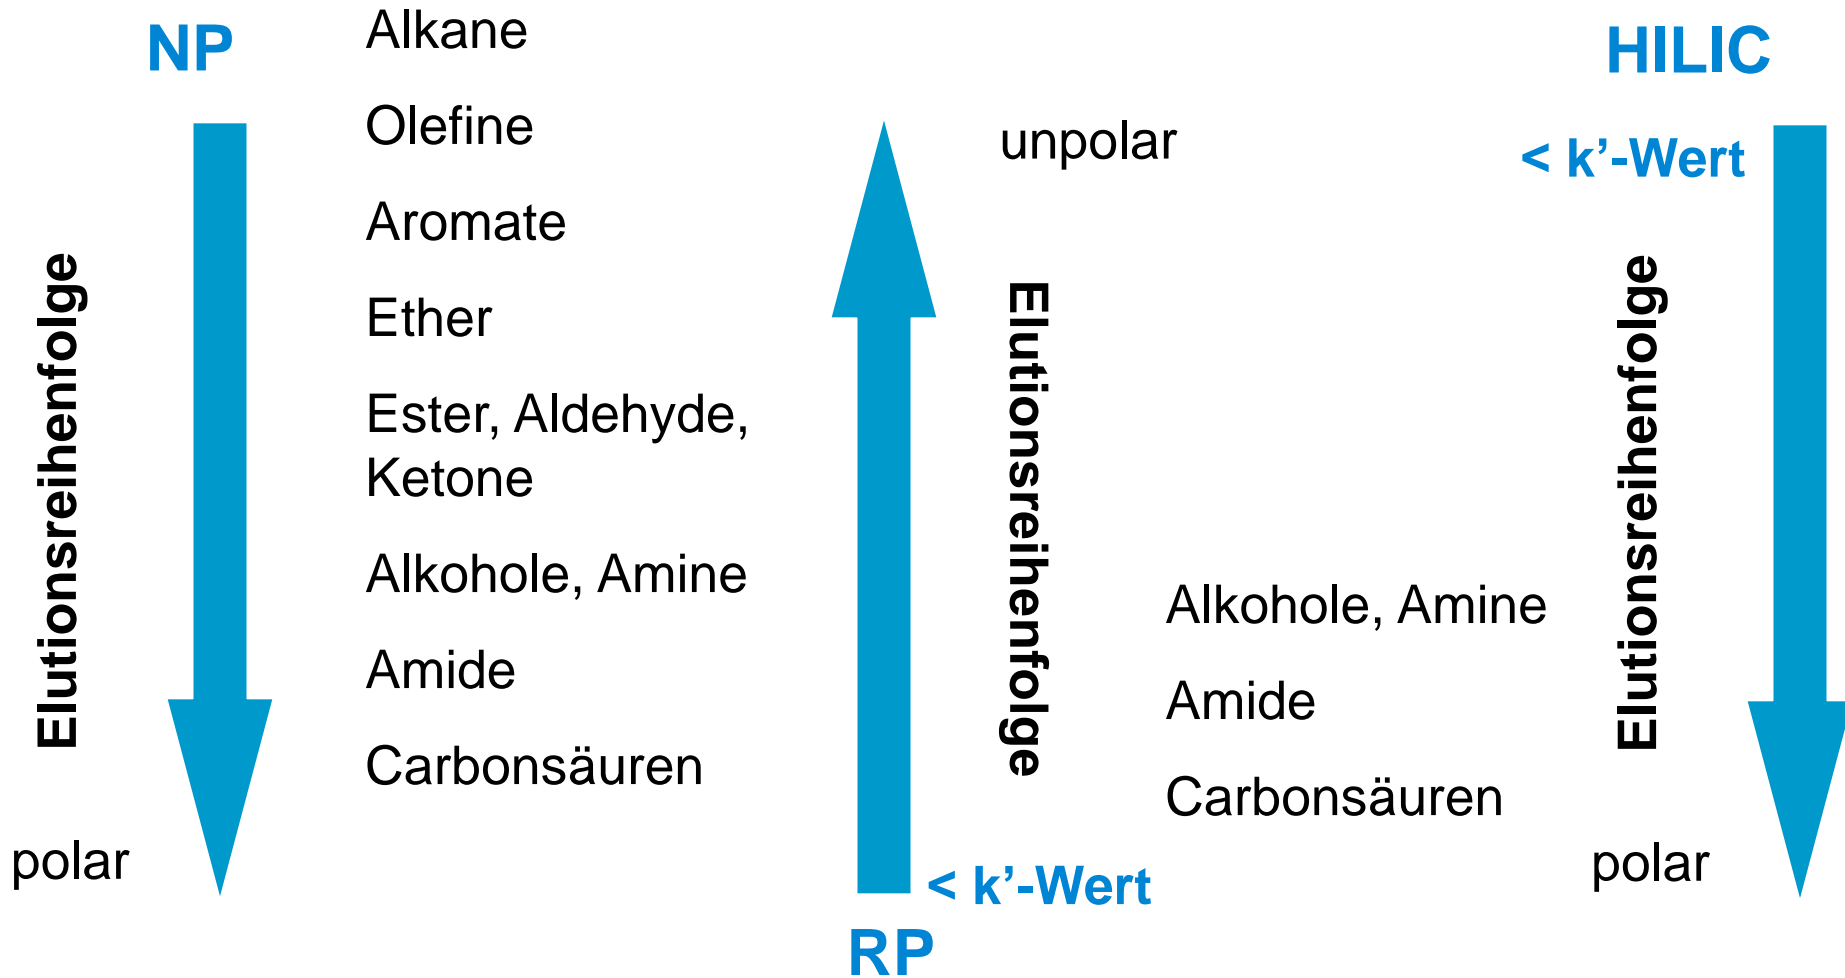 NP
Alkane
Olefine
Aromate
Ether
Ester, Aldehyde,
Ketone
Alkohole, Amine
Amide
Carbonsäuren
Elutionsreihenfolge
polar
unpolar
Elutionsreihenfolge
< k’-Wert
RP
HILIC
< k’-Wert
Elutionsreihenfolge
Alkohole, Amine
Amide
Carbonsäuren
polar